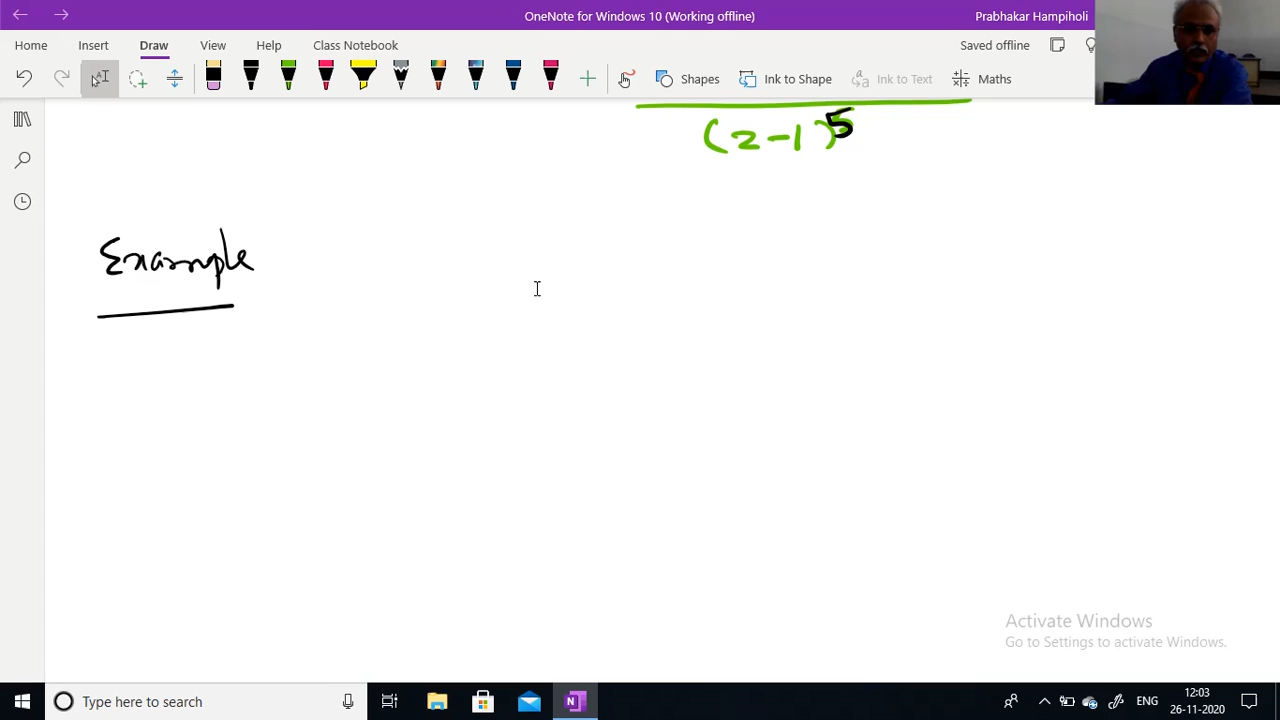 OneNote for Windows 10 (Working offline)
Prabhakar Hampiholi
Home Insert Draw View Help Class Notebook
Saved offline
Shapes Ink to Shape Ink to Text Maths
(z-1)5
Example
Activate Windows
Go to Settings to activate Windows.
Type here to search
ENG
12:03
26-11-2020